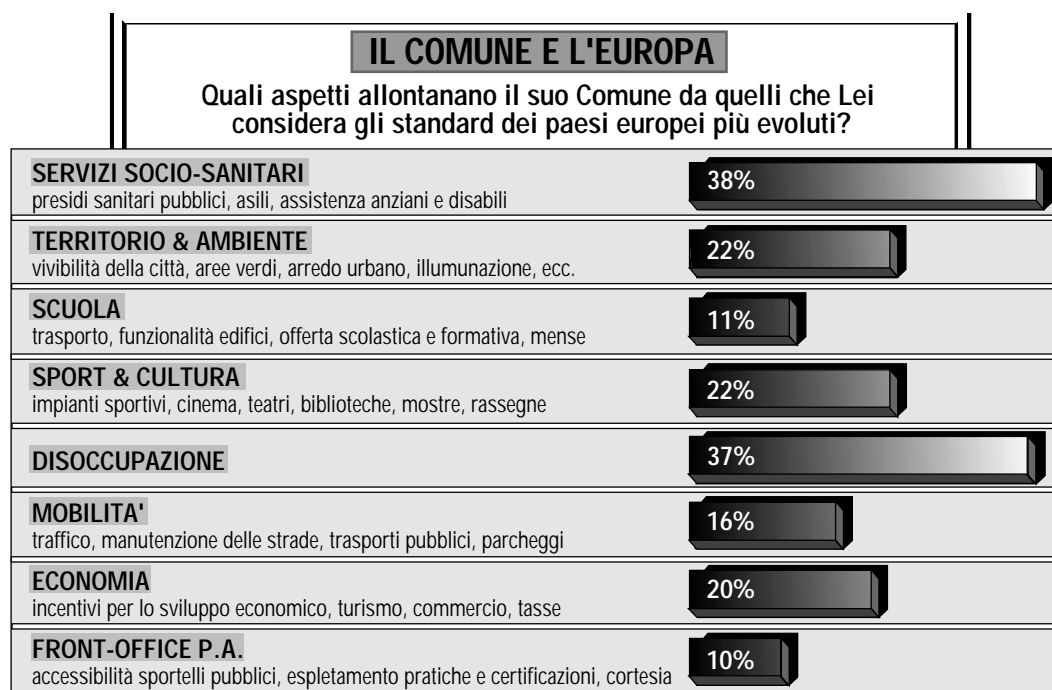 IL COMUNE E L'EUROPA
Quali aspetti allontanano il suo Comune da quelli che Lei
considera gli standard dei paesi europei più evoluti?
SERVIZI SOCIO-SANITARI
presidi sanitari pubblici, asili, assistenza anziani e disabili
38%
TERRITORIO & AMBIENTE
vivibilità della città, aree verdi, arredo urbano, illumunazione, ecc.
22%
SCUOLA
trasporto, funzionalità edifici, offerta scolastica e formativa, mense
11%
SPORT & CULTURA
impianti sportivi, cinema, teatri, biblioteche, mostre, rassegne
22%
DISOCCUPAZIONE
37%
MOBILITA'
traffico, manutenzione delle strade, trasporti pubblici, parcheggi
16%
ECONOMIA
incentivi per lo sviluppo economico, turismo, commercio, tasse
20%
FRONT-OFFICE P.A.
accessibilità sportelli pubblici, espletamento pratiche e certificazioni, cortesia
10%